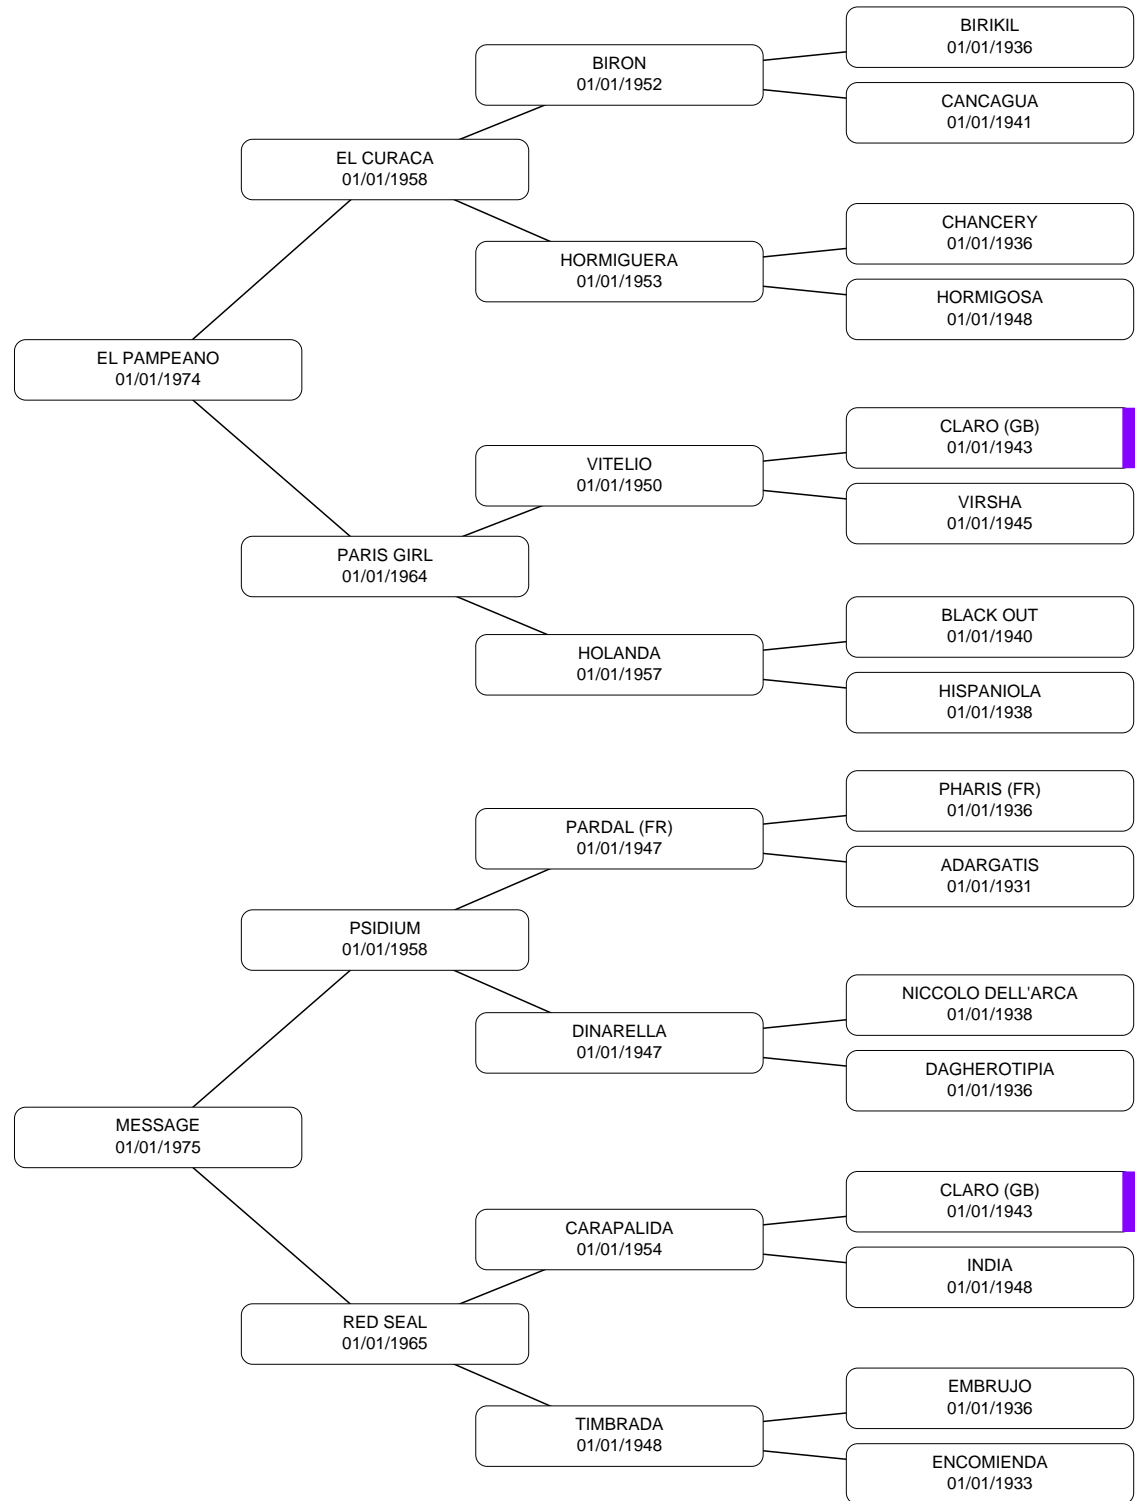 BIRIKIL
01/01/1936
BIRON
01/01/1952
CANCAGUA
01/01/1941
EL CURACA
01/01/1958
CHANCERY
01/01/1936
HORMIGUERA
01/01/1953
HORMIGOSA
01/01/1948
EL PAMPEANO
01/01/1974
CLARO (GB)
01/01/1943
VITELIO
01/01/1950
VIRSHA
01/01/1945
PARIS GIRL
01/01/1964
BLACK OUT
01/01/1940
HOLANDA
01/01/1957
HISPANIOLA
01/01/1938
PHARIS (FR)
01/01/1936
PARDAL (FR)
01/01/1947
ADARGATIS
01/01/1931
PSIDIUM
01/01/1958
NICCOLO DELL'ARCA
01/01/1938
DINARELLA
01/01/1947
DAGHEROTIPIA
01/01/1936
MESSAGE
01/01/1975
CLARO (GB)
01/01/1943
CARAPALIDA
01/01/1954
INDIA
01/01/1948
RED SEAL
01/01/1965
EMBRUJO
01/01/1936
TIMBRADA
01/01/1948
ENCOMIENDA
01/01/1933